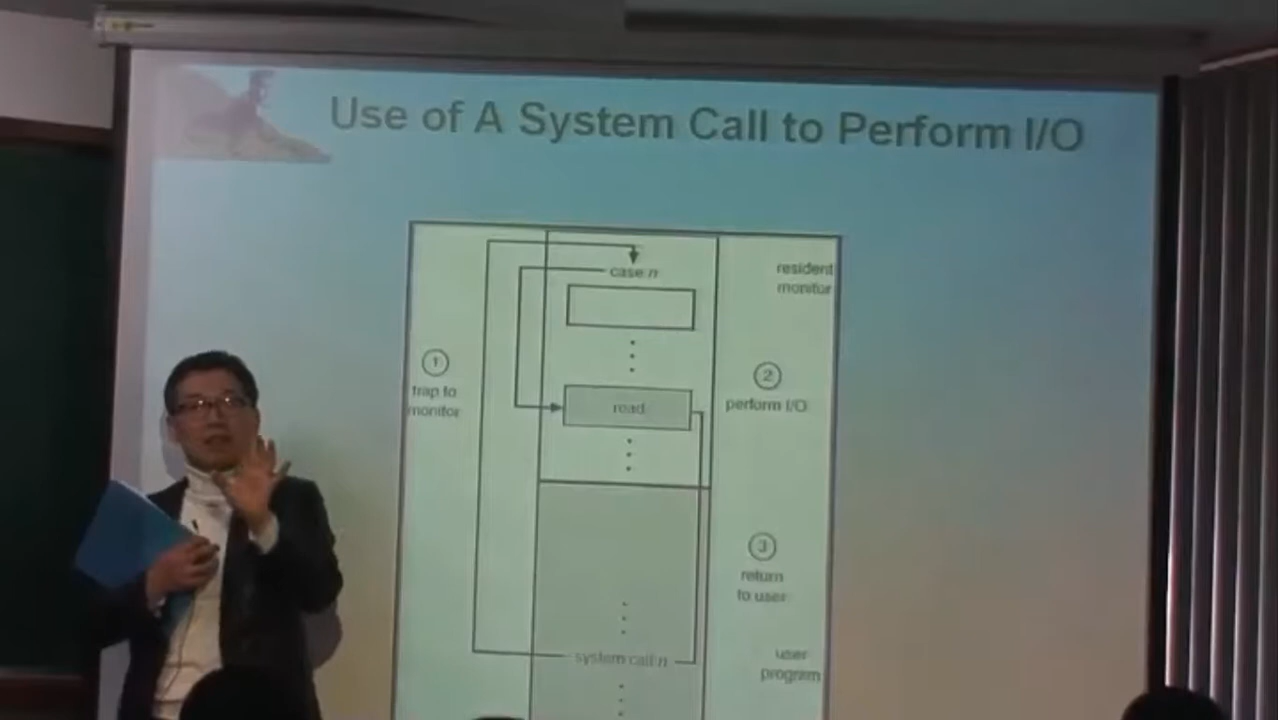 Use of A System Call to Perform I/O
case n
resident
monitor
1
trap to
monitor
2
perform I/O
read
3
return
to user
system call n
user
program